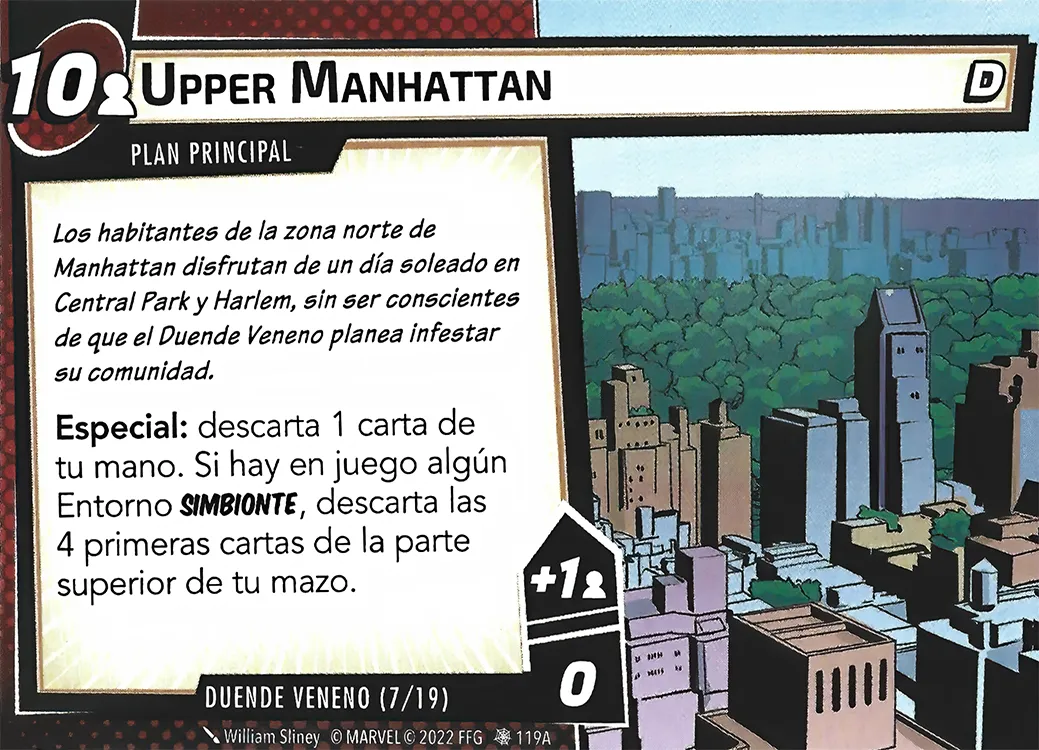 10
UPPER MANHATTAN
D
PLAN PRINCIPAL
Los habitantes de la zona norte de
Manhattan disfrutan de un día soleado en
Central Park y Harlem, sin ser conscientes
de que el Duende Veneno planea infestar
su comunidad.
Especial: descarta 1 carta de
tu mano. Si hay en juego algún
Entorno SIMBIONTE, descarta las
4 primeras cartas de la parte
superior de tu mazo.
+1
0
DUENDE VENENO (7/19)
William Sliney © MARVEL © 2022 FFG 119A